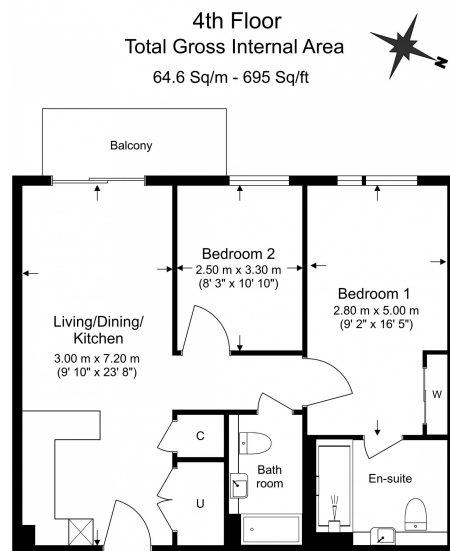 4th Floor
Total Gross Internal Area
64.6 Sq/m - 695 Sq/ft
N
Balcony
Bedroom 2
2.50 m x 3.30 m
(8' 3" x 10' 10")
Bedroom 1
2.80 m x 5.00 m
(9' 2" x 16' 5")
Living/Dining/
Kitchen
3.00 m x 7.20 m
(9' 10" x 23' 8")
W
C
U
Bath
room
En-suite